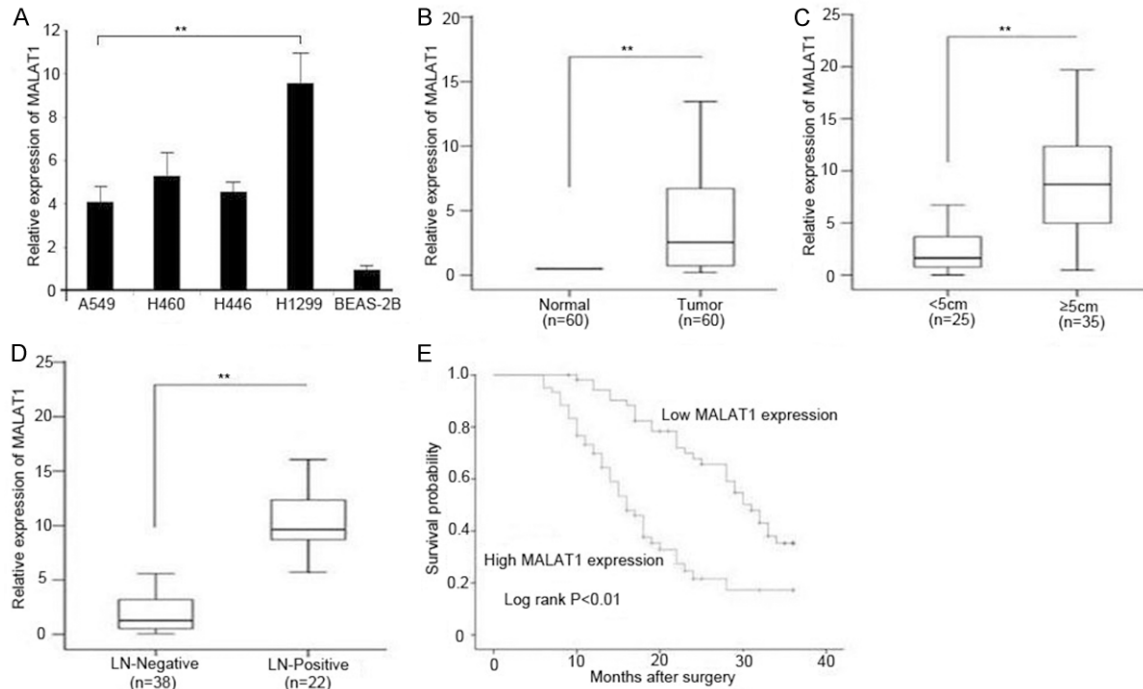 A
Relative expression of MALAT1
12
10
8
6
4
2
0
**
A549 H460 H446 H1299 BEAS-2B
B
Relative expression of MALAT1
20
15
10
5
0
**
Normal Tumor
(n=60) (n=60)
C
Relative expression of MALAT1
25
20
15
10
5
0
**
<5cm ≥5cm
(n=25) (n=35)
D
Relative expression of MALAT1
25
20
15
10
5
0
**
LN-Negative LN-Positive
(n=38) (n=22)
E
Survival probability
1.0
0.8
0.6
0.4
0.2
0
Low MALAT1 expression
High MALAT1 expression
Log rank P<0.01
0 10 20 30 40
Months after surgery